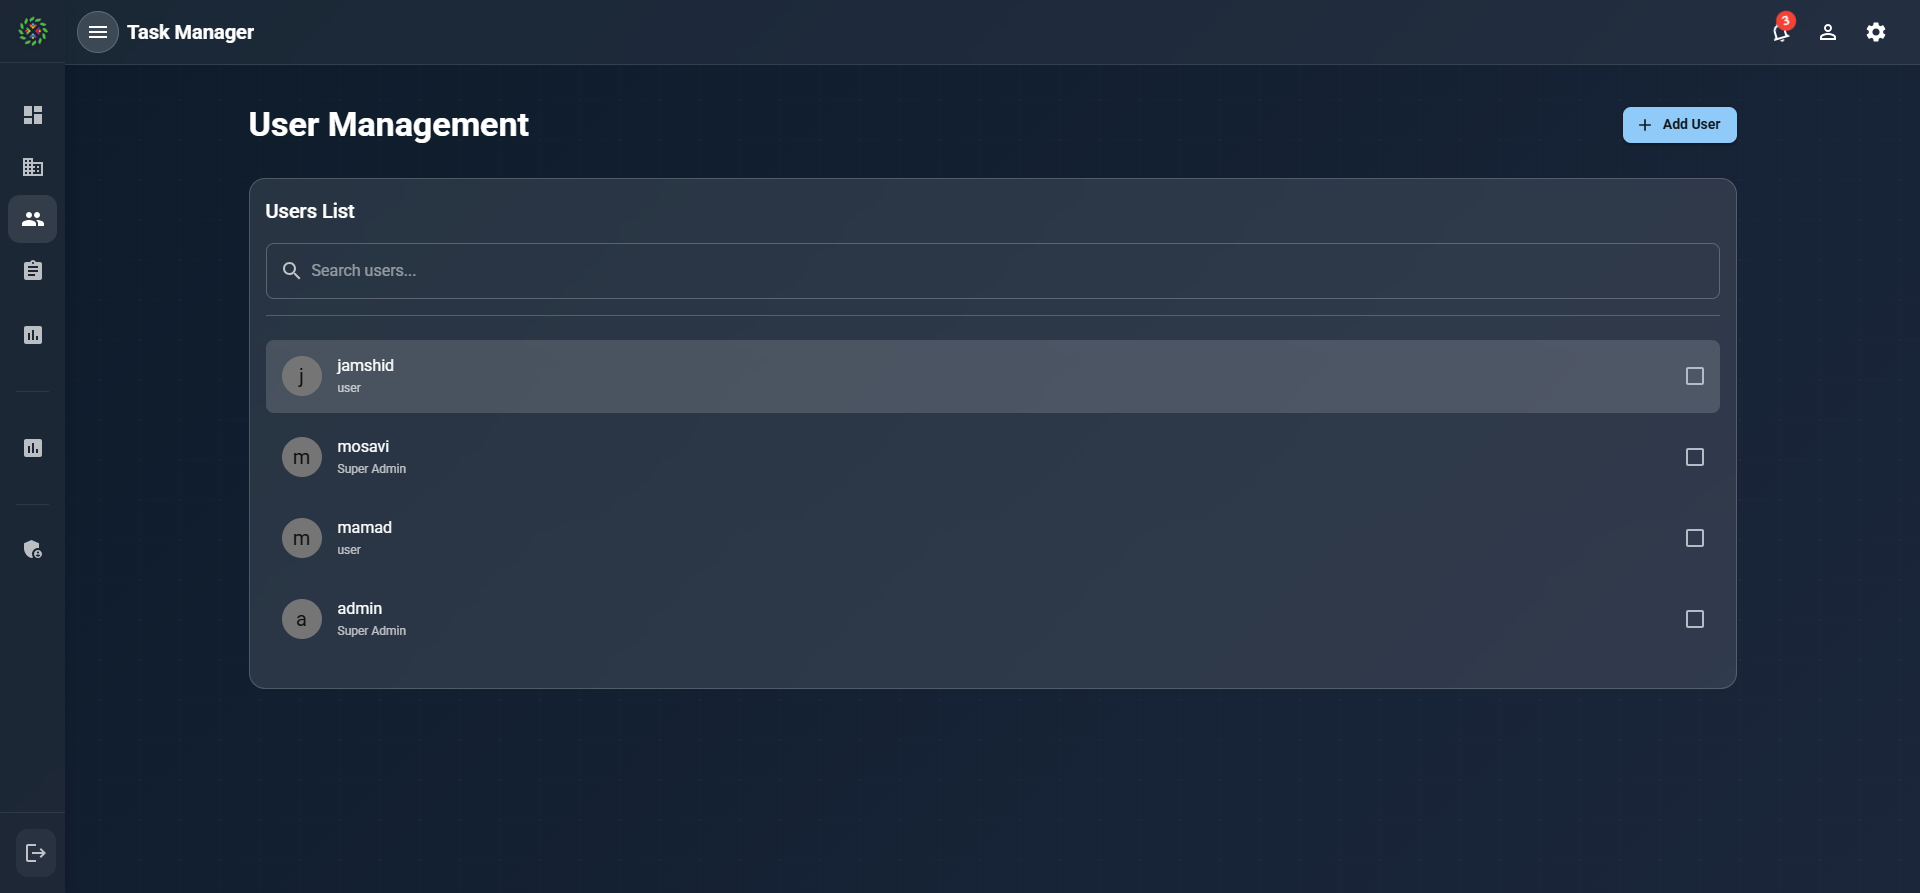 Task Manager
3
User Management
Add User
Users List
Search users...
j
jamshid
user
m
mosavi
Super Admin
m
mamad
user
a
admin
Super Admin